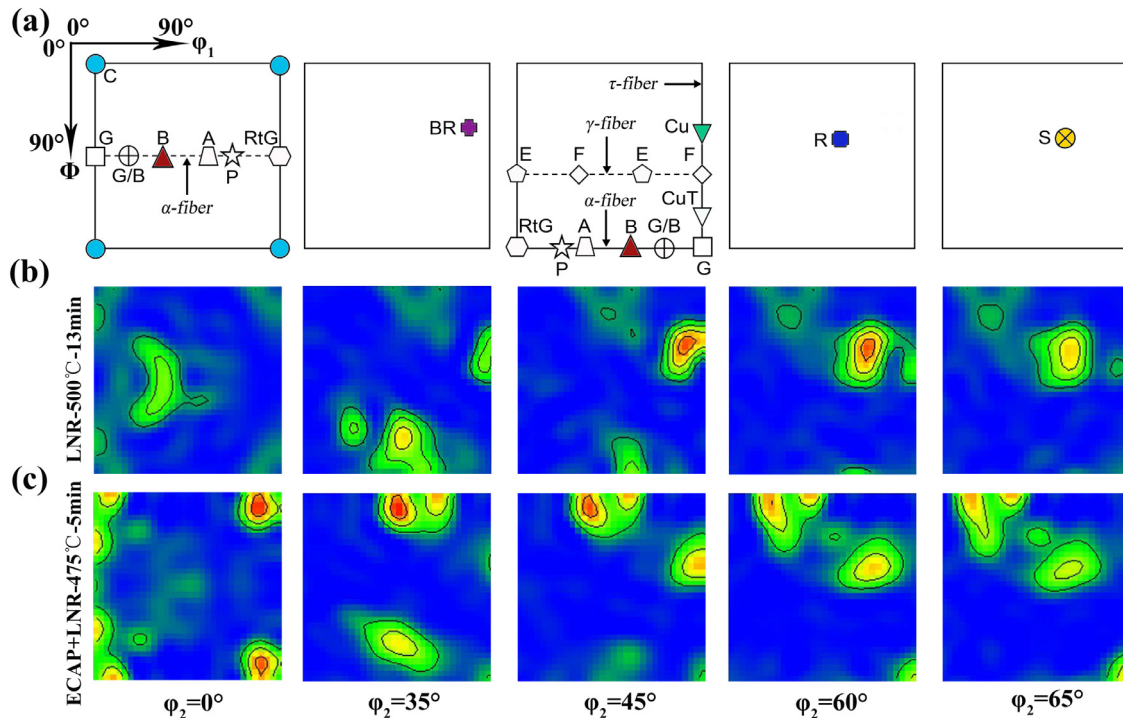 (a)
0° 90°
0° φ₁
90°
Φ
C
G B A RtG
G/B P
α-fiber
BR
τ-fiber
γ-fiber Cu
E F E F
α-fiber CuT
RtG A B G/B
P G
R
S
(b)
LNR-500℃-13min
(c)
ECAP+LNR-475℃-5min
φ₂=0° φ₂=35° φ₂=45° φ₂=60° φ₂=65°